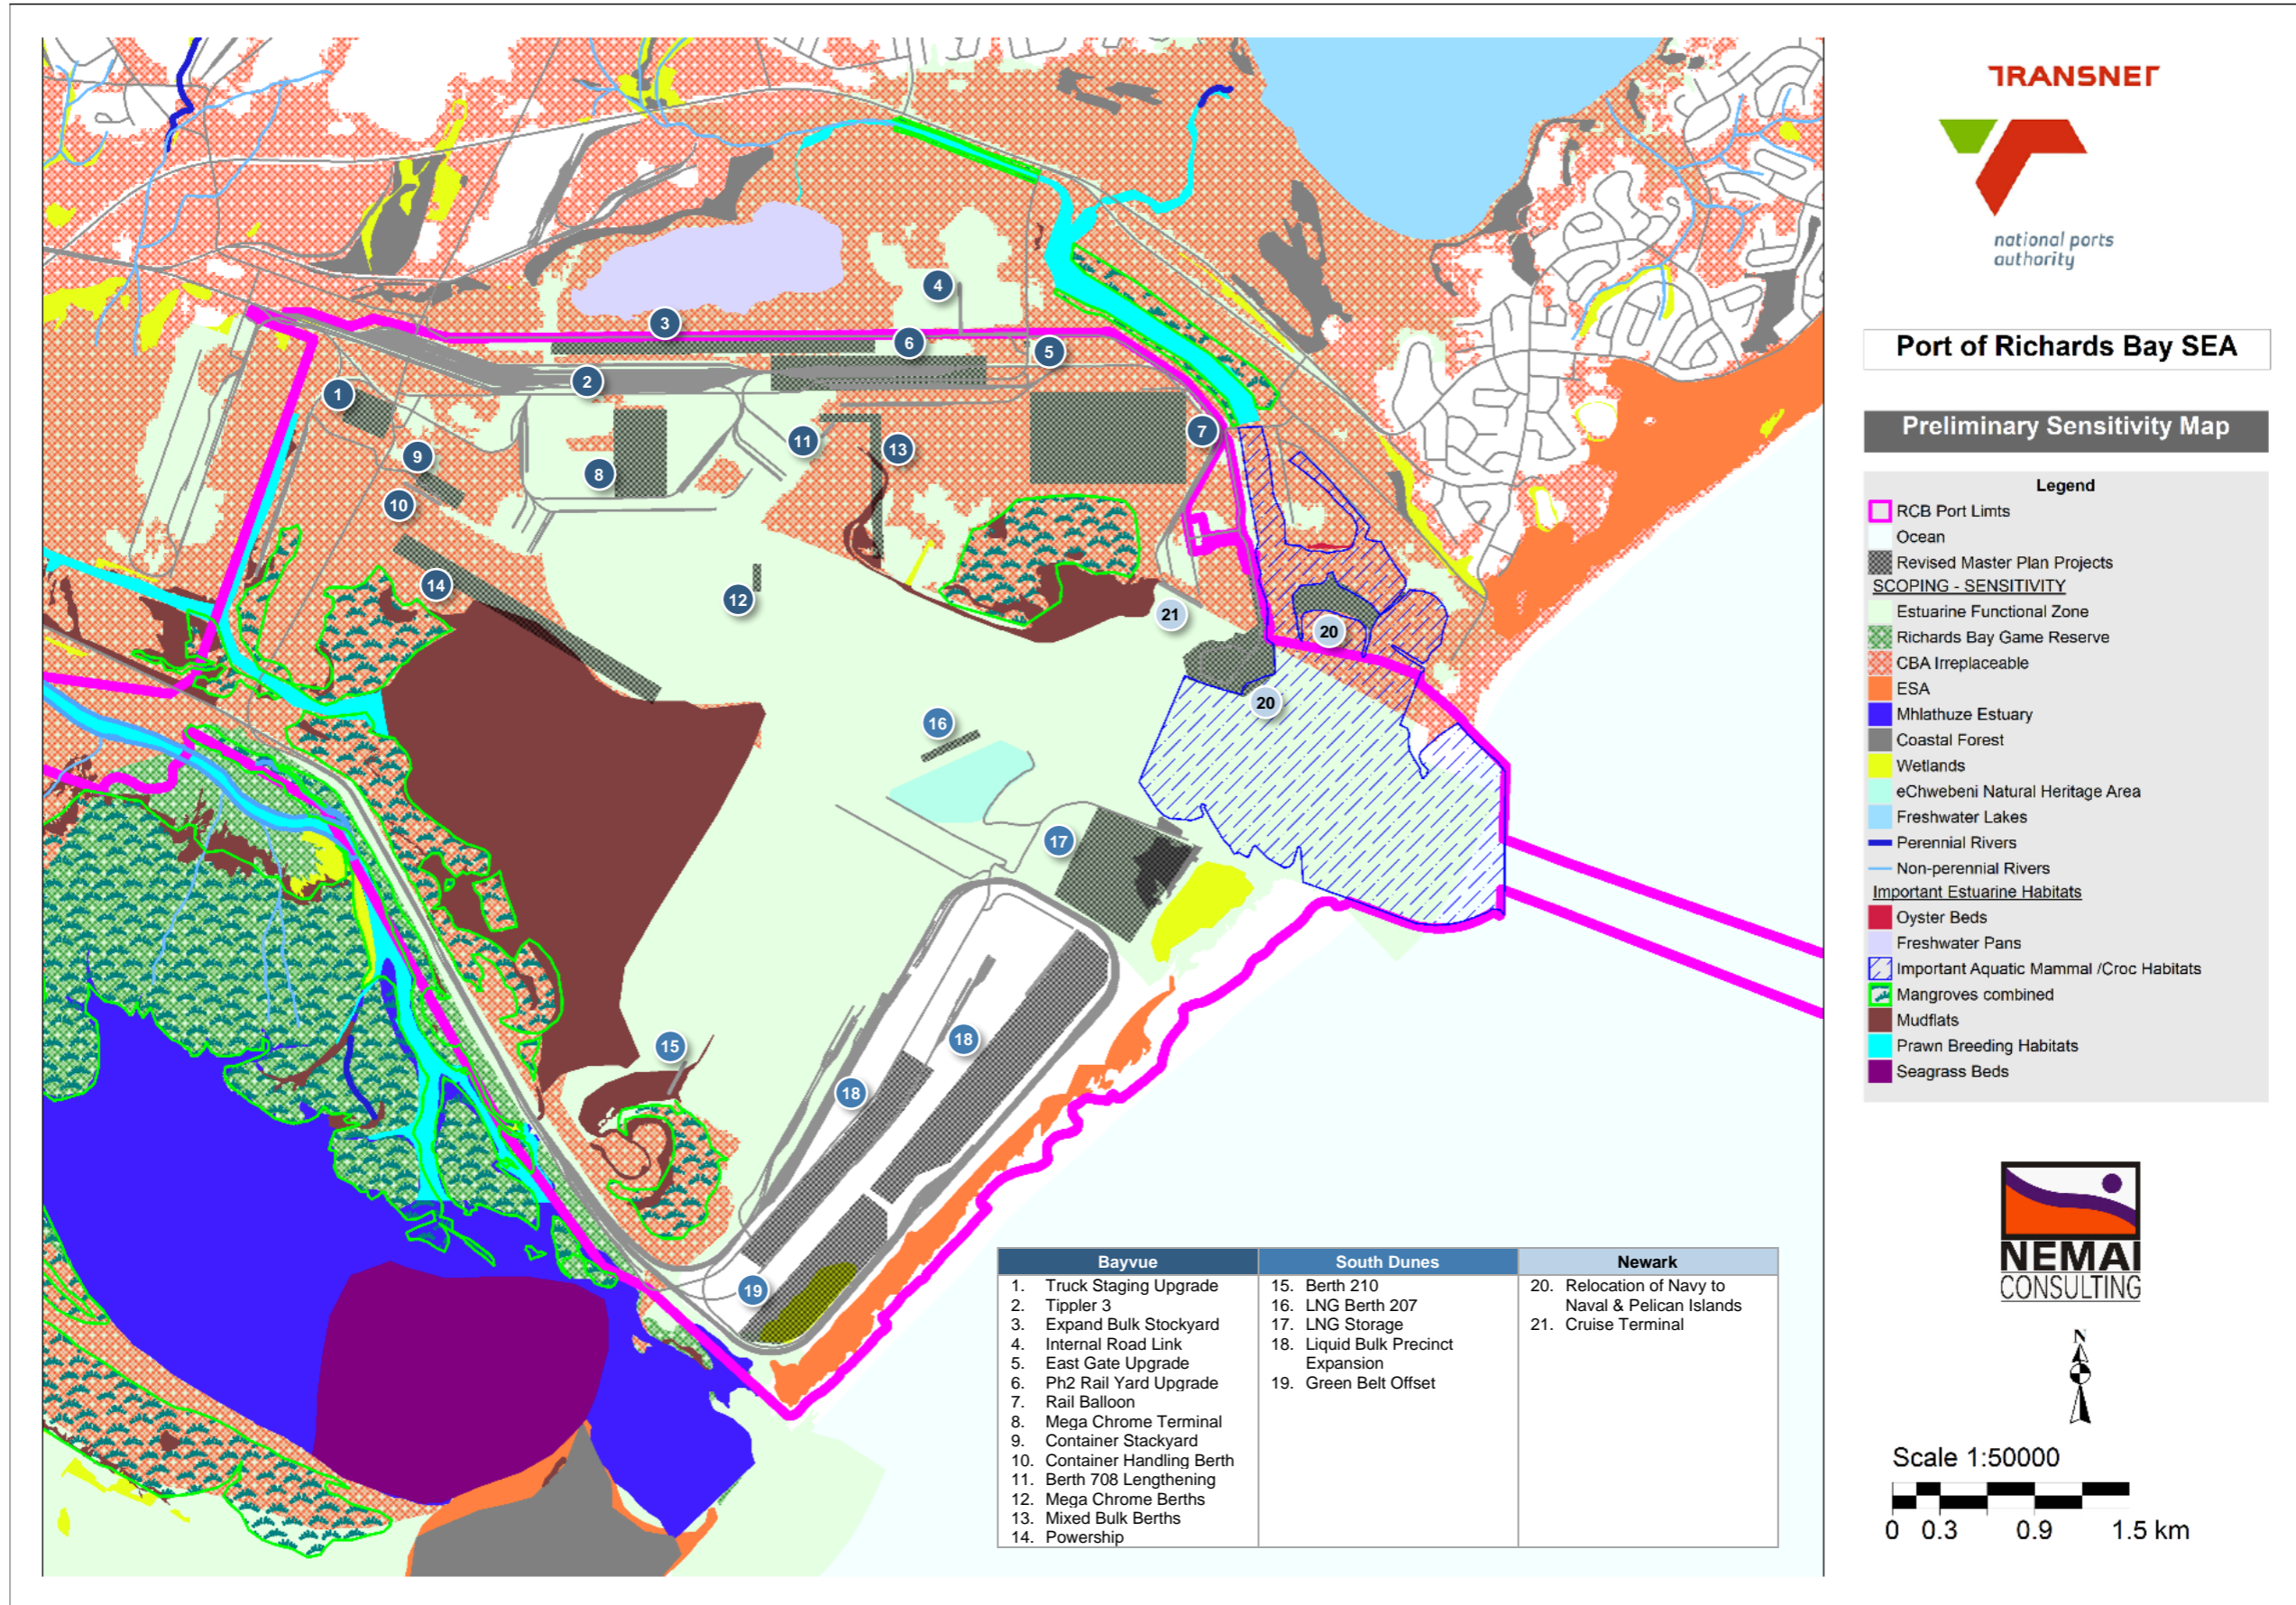 TRANSNET
national ports
authority
Port of Richards Bay SEA
Preliminary Sensitivity Map
Legend
RCB Port Limts
Ocean
Revised Master Plan Projects
SCOPING - SENSITIVITY
Estuarine Functional Zone
Richards Bay Game Reserve
CBA Irreplaceable
ESA
Mhlathuze Estuary
Coastal Forest
Wetlands
eChwebeni Natural Heritage Area
Freshwater Lakes
Perennial Rivers
Non-perennial Rivers
Important Estuarine Habitats
Oyster Beds
Freshwater Pans
Important Aquatic Mammal /Croc Habitats
Mangroves combined
Mudflats
Prawn Breeding Habitats
Seagrass Beds
NEMAI
CONSULTING
N
Scale 1:50000
0 0.3 0.9 1.5 km
4
3
6
5
2
1
7
11
13
9
8
10
14
12
21
20
20
16
17
15
18
18
19
Bayvue
1. Truck Staging Upgrade
2. Tippler 3
3. Expand Bulk Stockyard
4. Internal Road Link
5. East Gate Upgrade
6. Ph2 Rail Yard Upgrade
7. Rail Balloon
8. Mega Chrome Terminal
9. Container Stackyard
10. Container Handling Berth
11. Berth 708 Lengthening
12. Mega Chrome Berths
13. Mixed Bulk Berths
14. Powership
South Dunes
15. Berth 210
16. LNG Berth 207
17. LNG Storage
18. Liquid Bulk Precinct
Expansion
19. Green Belt Offset
Newark
20. Relocation of Navy to
Naval & Pelican Islands
21. Cruise Terminal